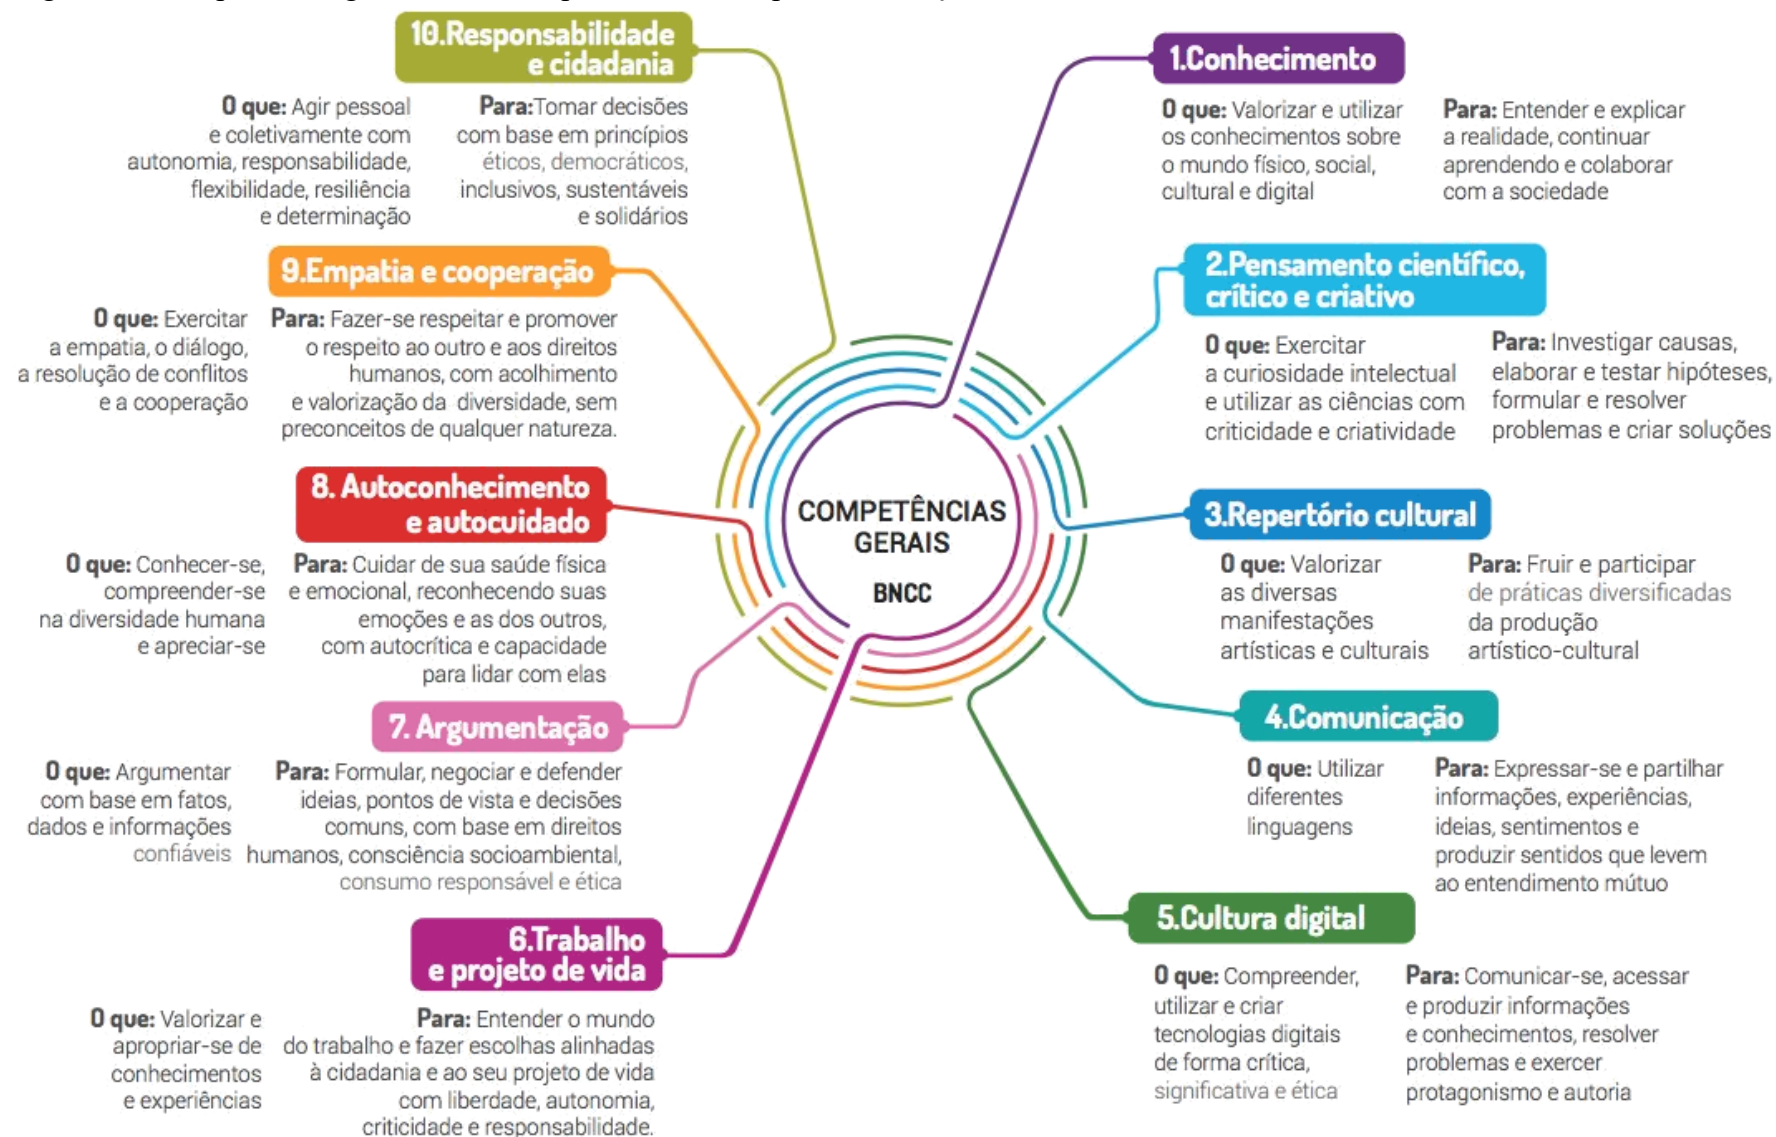 10.Responsabilidade
e cidadania
O que: Agir pessoal
e coletivamente com
autonomia, responsabilidade,
flexibilidade, resiliência
e determinação
Para:Tomar decisões
com base em princípios
éticos, democráticos,
inclusivos, sustentáveis
e solidários
9.Empatia e cooperação
O que: Exercitar
a empatia, o diálogo,
a resolução de conflitos
e a cooperação
Para: Fazer-se respeitar e promover
o respeito ao outro e aos direitos
humanos, com acolhimento
e valorização da diversidade, sem
preconceitos de qualquer natureza.
8. Autoconhecimento
e autocuidado
O que: Conhecer-se,
compreender-se
na diversidade humana
e apreciar-se
Para: Cuidar de sua saúde física
e emocional, reconhecendo suas
emoções e as dos outros,
com autocrítica e capacidade
para lidar com elas
7. Argumentação
O que: Argumentar
com base em fatos,
dados e informações
confiáveis
Para: Formular, negociar e defender
ideias, pontos de vista e decisões
comuns, com base em direitos
humanos, consciência socioambiental,
consumo responsável e ética
6.Trabalho
e projeto de vida
O que: Valorizar e
apropriar-se de
conhecimentos
e experiências
Para: Entender o mundo
do trabalho e fazer escolhas alinhadas
à cidadania e ao seu projeto de vida
com liberdade, autonomia,
criticidade e responsabilidade.
COMPETÊNCIAS
GERAIS
BNCC
1.Conhecimento
O que: Valorizar e utilizar
os conhecimentos sobre
o mundo físico, social,
cultural e digital
Para: Entender e explicar
a realidade, continuar
aprendendo e colaborar
com a sociedade
2.Pensamento científico,
crítico e criativo
O que: Exercitar
a curiosidade intelectual
e utilizar as ciências com
criticidade e criatividade
Para: Investigar causas,
elaborar e testar hipóteses,
formular e resolver
problemas e criar soluções
3.Repertório cultural
O que: Valorizar
as diversas
manifestações
artísticas e culturais
Para: Fruir e participar
de práticas diversificadas
da produção
artístico-cultural
4.Comunicação
O que: Utilizar
diferentes
linguagens
Para: Expressar-se e partilhar
informações, experiências,
ideias, sentimentos e
produzir sentidos que levem
ao entendimento mútuo
5.Cultura digital
O que: Compreender,
utilizar e criar
tecnologias digitais
de forma crítica,
significativa e ética
Para: Comunicar-se, acessar
e produzir informações
e conhecimentos, resolver
problemas e exercer
protagonismo e autoria